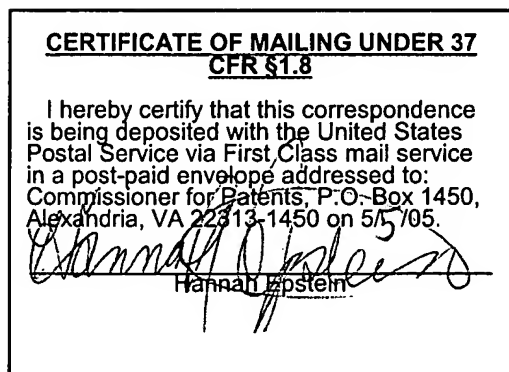 CERTIFICATE OF MAILING UNDER 37
CFR §1.8
I hereby certify that this correspondence
is being deposited with the United States
Postal Service via First Class mail service
in a post-paid envelope addressed to:
Commissioner for Patents, P.O. Box 1450,
Alexandria, VA 22313-1450 on 5/5/05.
Hannah Epstein
Hannah Epstein